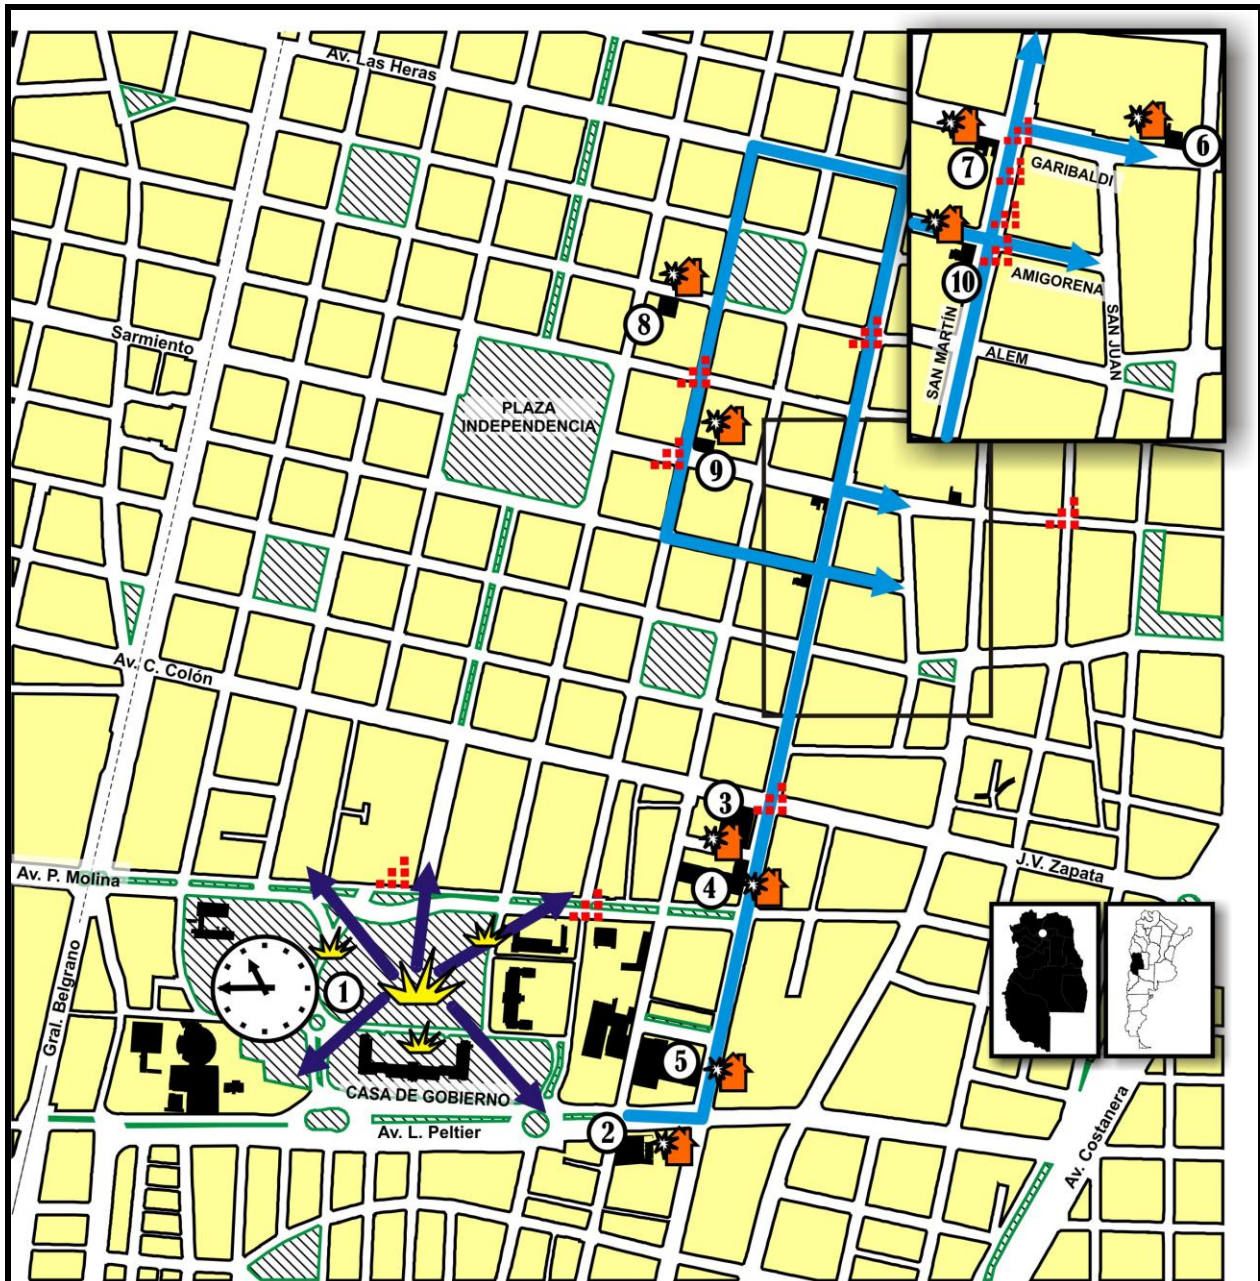 Av. Las Heras
7
6
GARIBALDI
10
AMIGORENA
SAN MARTÍN
SAN JUAN
ALEM
8
Sarmiento
PLAZA
INDEPENDENCIA
9
Av. C. Colón
3
J.V. Zapata
Av. P. Molina
4
1
Gral. Belgrano
5
CASA DE GOBIERNO
Av. L. Peltier
2
Av. Costanera